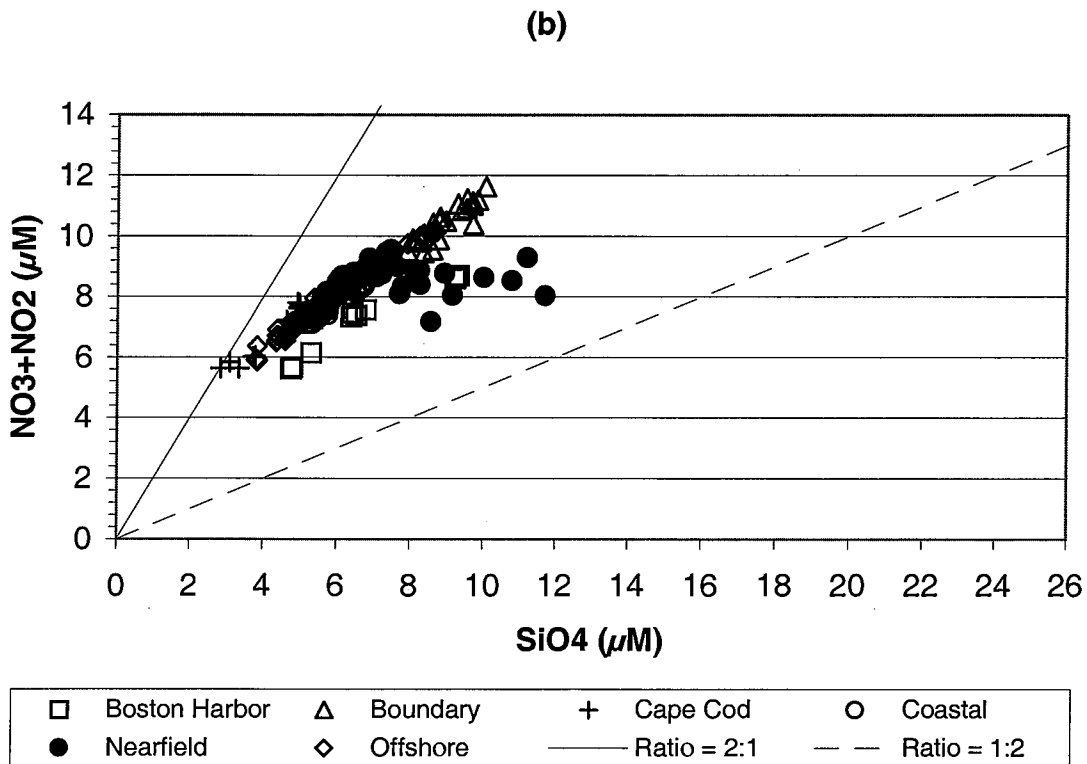 (b)
14
12
10
8
6
4
2
0
NO3+NO2 (µM)
0 2 4 6 8 10 12 14 16 18 20 22 24 26
SiO4 (µM)
Boston Harbor Boundary Cape Cod Coastal
Nearfield Offshore Ratio = 2:1 Ratio = 1:2